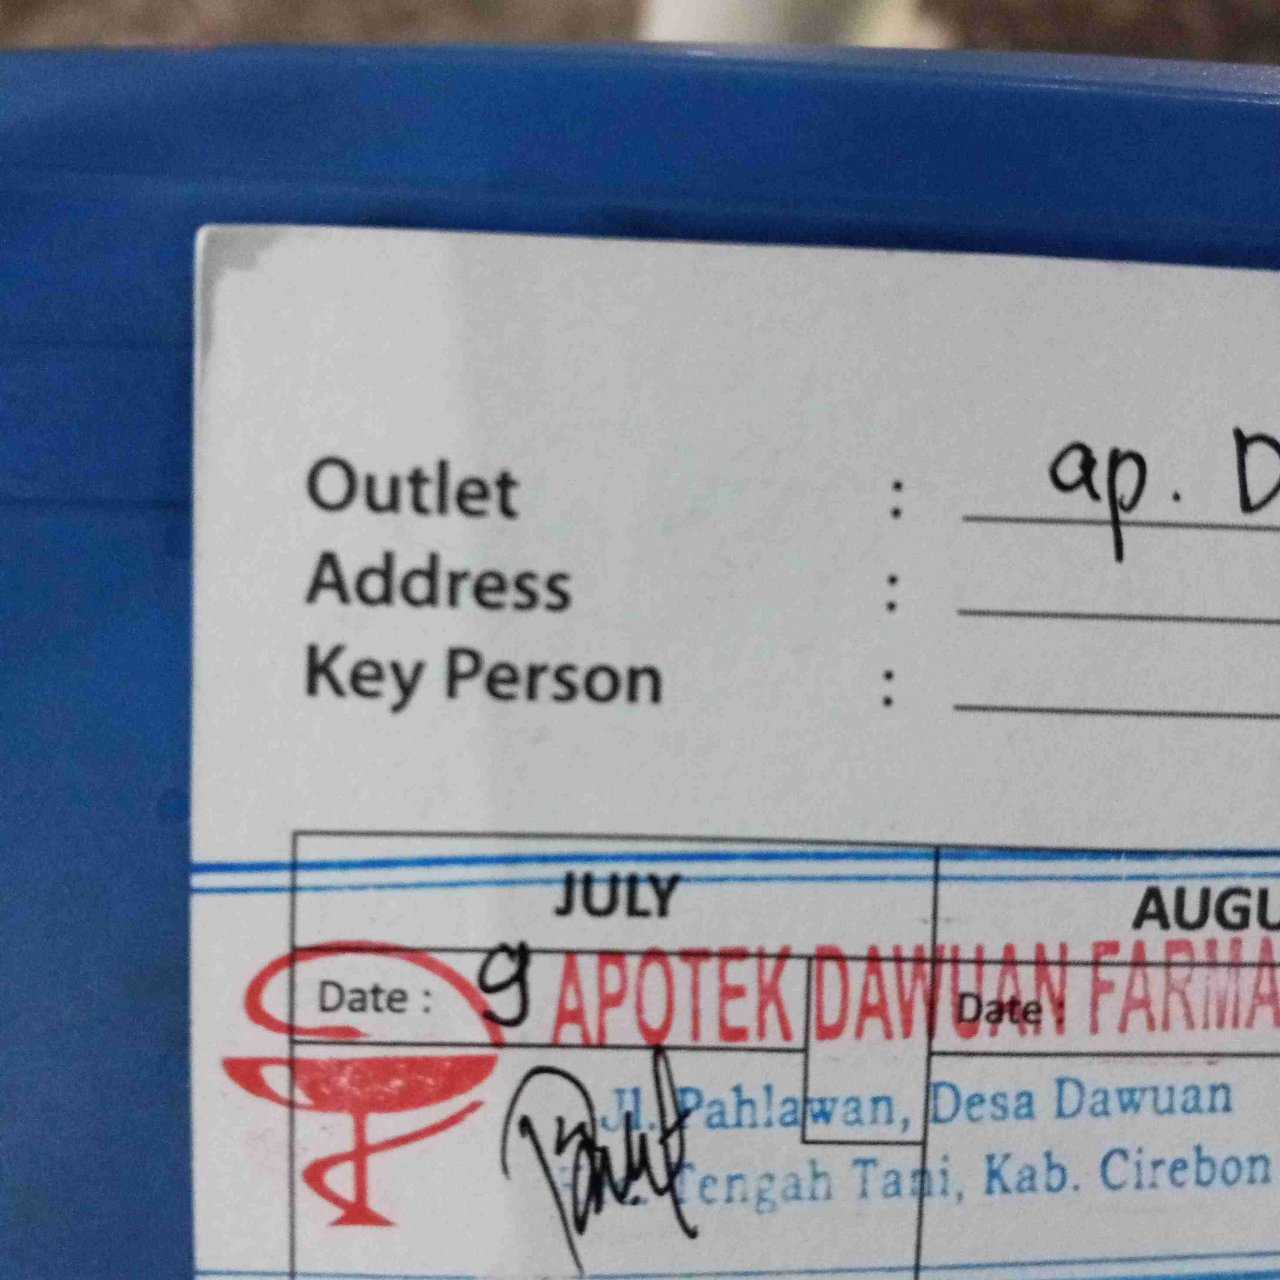 Outlet : ap. D
Address :
Key Person :
JULY AUGU
Date : 9 Date :
APOTEK DAWUAN FARMA
Jl. Pahlawan, Desa Dawuan
Tengah Tani, Kab. Cirebon